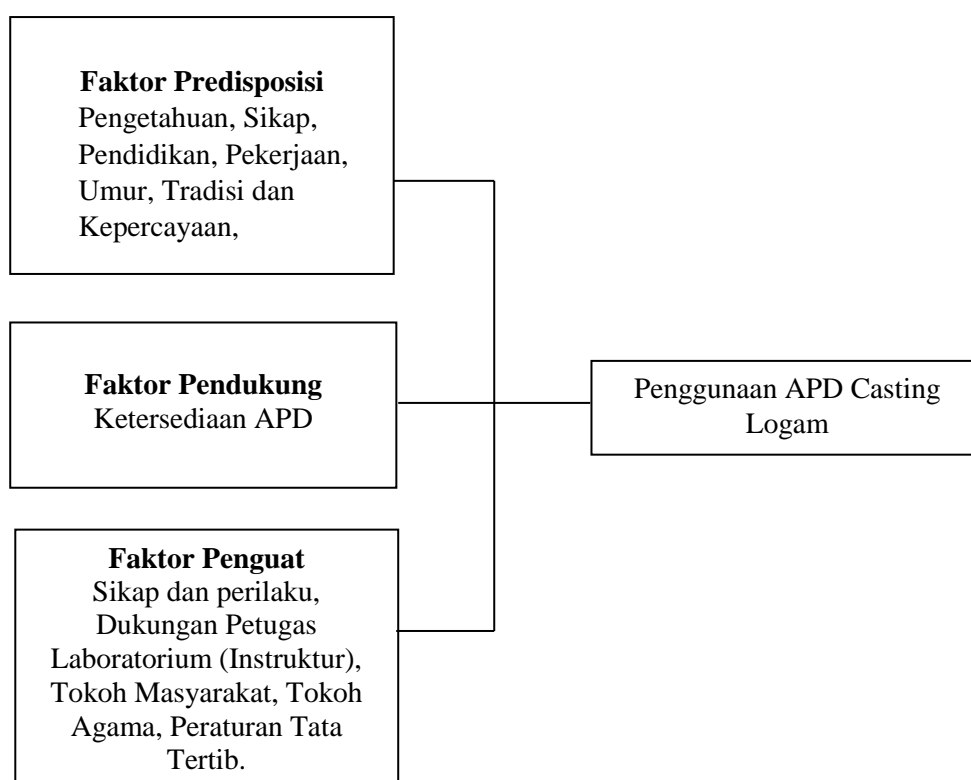 Faktor Predisposisi
Pengetahuan, Sikap,
Pendidikan, Pekerjaan,
Umur, Tradisi dan
Kepercayaan,
Faktor Pendukung
Ketersediaan APD
Faktor Penguat
Sikap dan perilaku,
Dukungan Petugas
Laboratorium (Instruktur),
Tokoh Masyarakat, Tokoh
Agama, Peraturan Tata
Tertib.
Penggunaan APD Casting
Logam